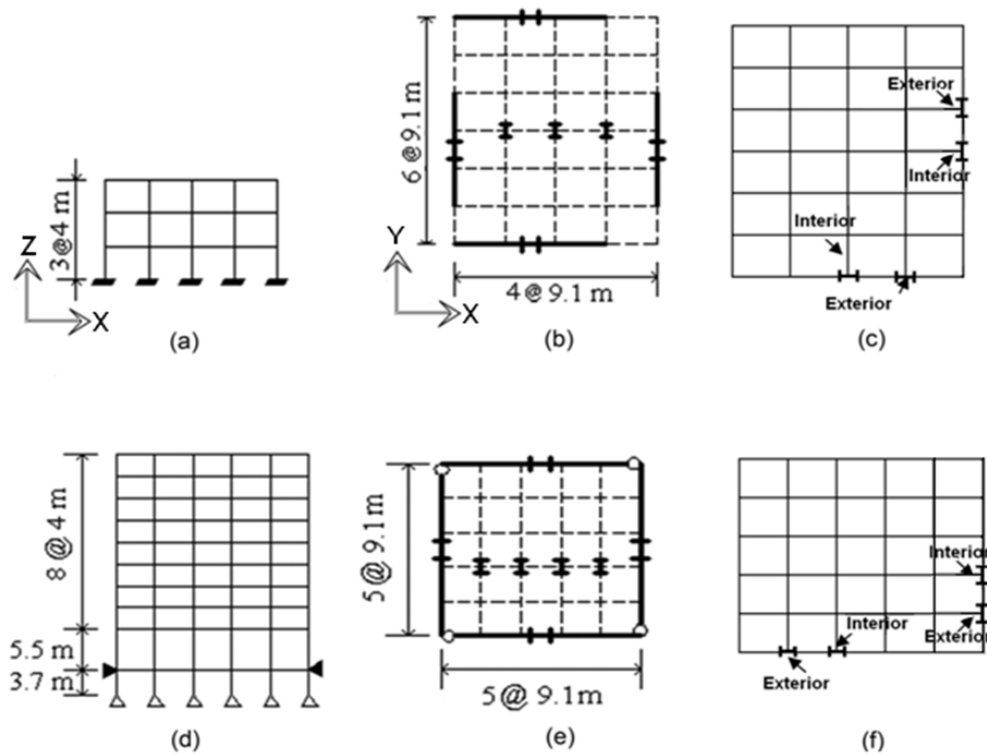 3@4 m
Z
X
(a)
6@9.1 m
Y
4@9.1 m
X
(b)
Exterior
Interior
Interior
Exterior
(c)
8@4 m
5.5 m
3.7 m
(d)
5@9.1m
5@9.1m
(e)
Interior
Exterior
Interior
Exterior
(f)